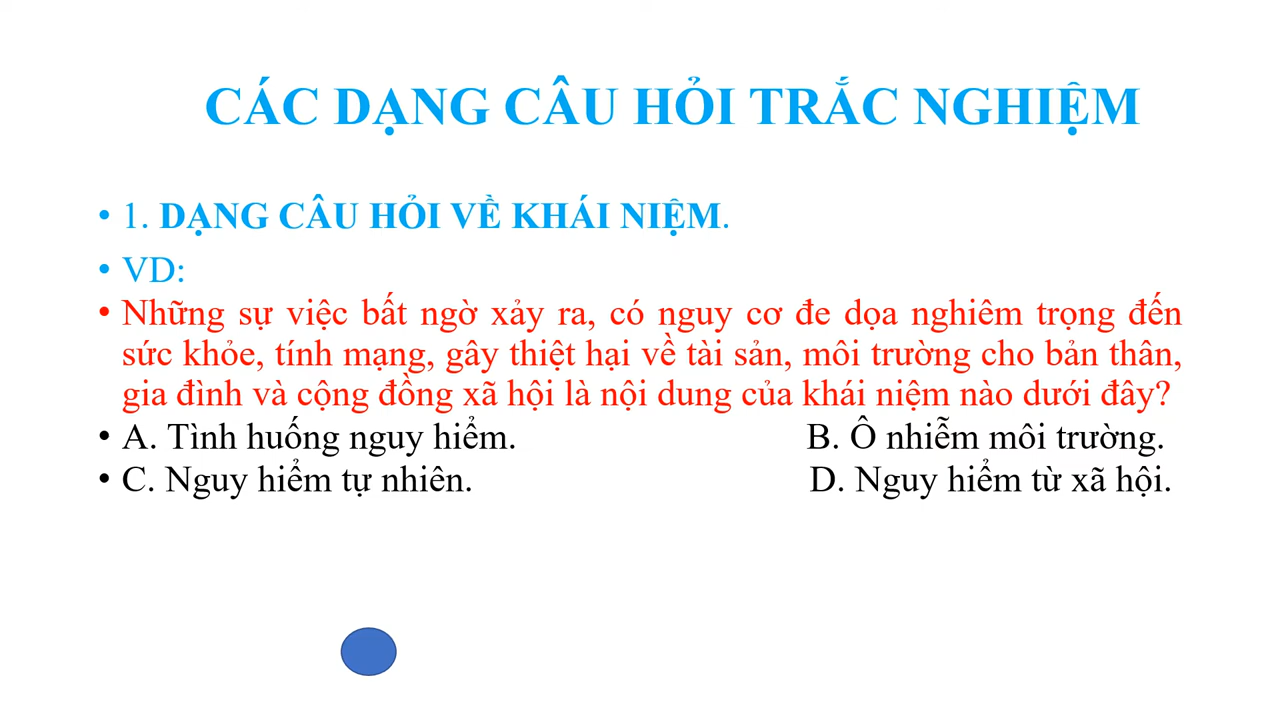 CÁC DẠNG CÂU HỎI TRẮC NGHIỆM
• 1. DẠNG CÂU HỎI VỀ KHÁI NIỆM.
• VD:
• Những sự việc bất ngờ xảy ra, có nguy cơ đe dọa nghiêm trọng đến
sức khỏe, tính mạng, gây thiệt hại về tài sản, môi trường cho bản thân,
gia đình và cộng đồng xã hội là nội dung của khái niệm nào dưới đây?
• A. Tình huống nguy hiểm. B. Ô nhiễm môi trường.
• C. Nguy hiểm tự nhiên. D. Nguy hiểm từ xã hội.